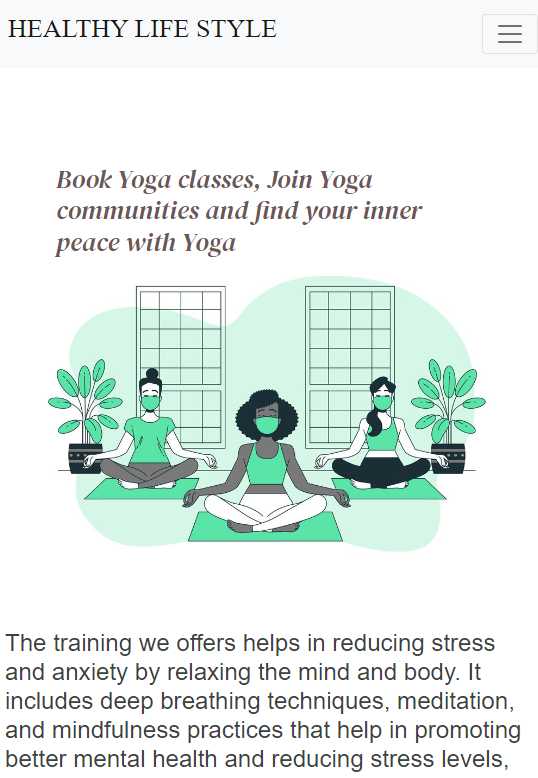 HEALTHY LIFE STYLE
Book Yoga classes, Join Yoga
communities and find your inner
peace with Yoga
The training we offers helps in reducing stress
and anxiety by relaxing the mind and body. It
includes deep breathing techniques, meditation,
and mindfulness practices that help in promoting
better mental health and reducing stress levels,